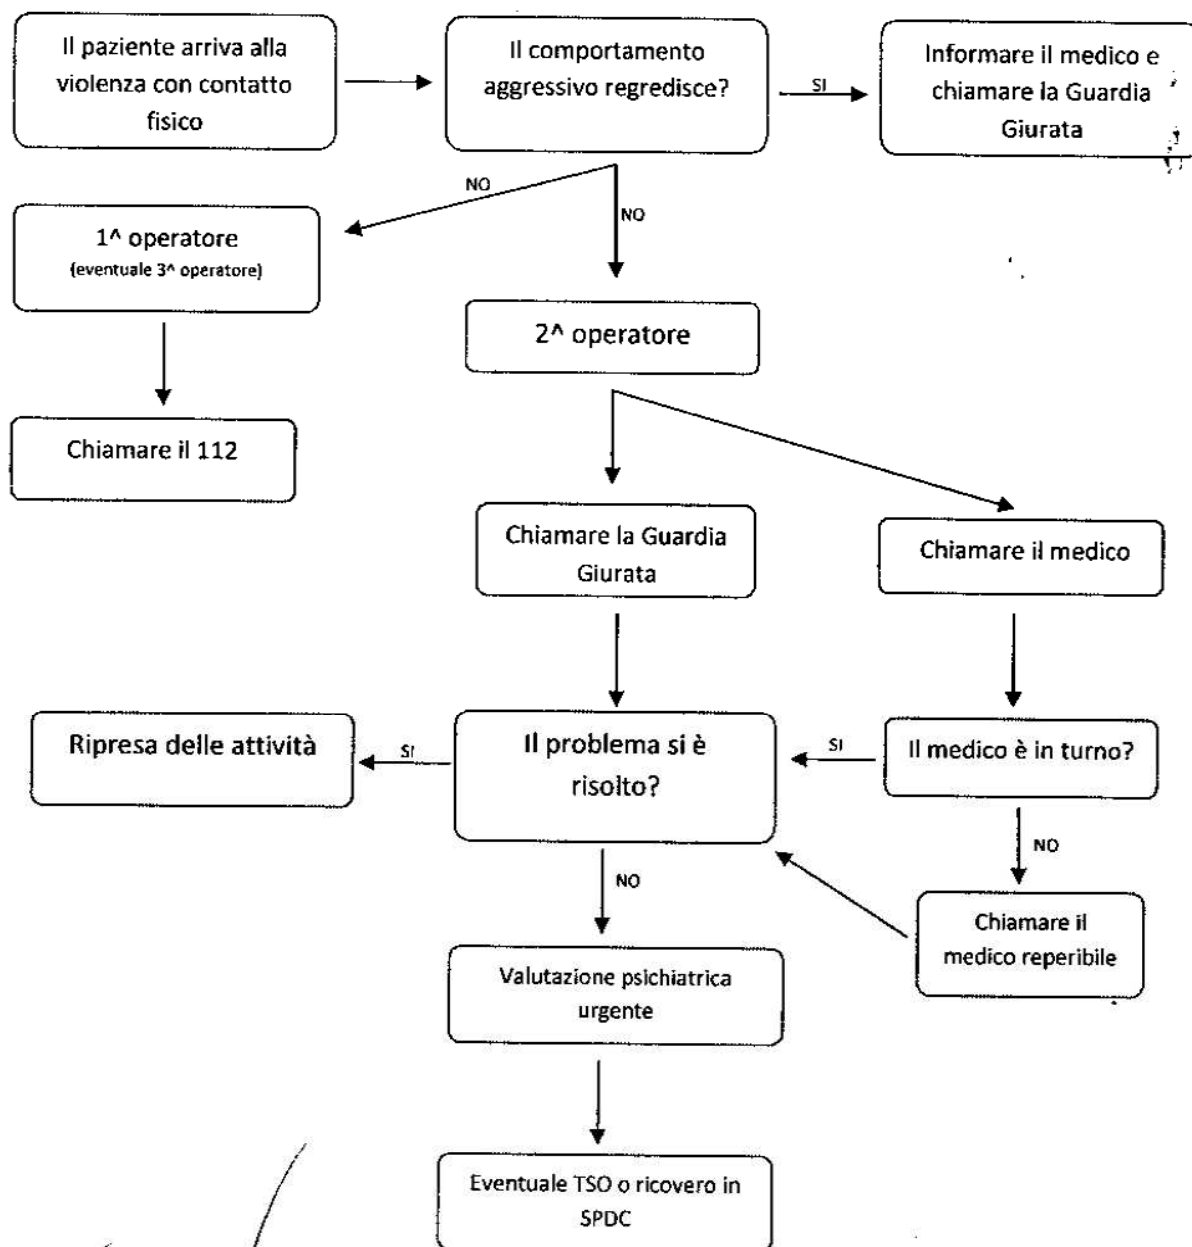 Il paziente arriva alla
violenza con contatto
fisico
Il comportamento
aggressivo regredisce?
SI
Informare il medico e
chiamare la Guardia
Giurata
NO
NO
1^ operatore
(eventuale 3^ operatore)
2^ operatore
Chiamare il 112
Chiamare la Guardia
Giurata
Chiamare il medico
Ripresa delle attività
SI
Il problema si è
risolto?
SI
Il medico è in turno?
NO
NO
Chiamare il
medico reperibile
Valutazione psichiatrica
urgente
Eventuale TSO o ricovero in
SPDC